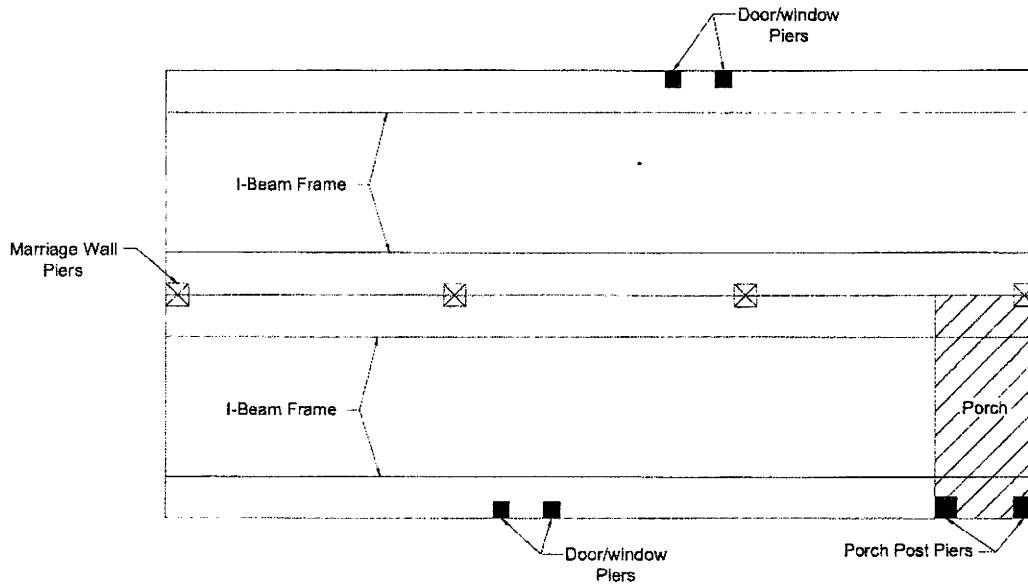 Door/window
Piers
I-Beam Frame
Marriage Wall
Piers
I-Beam Frame
Porch
Door/window
Piers
Porch Post Piers